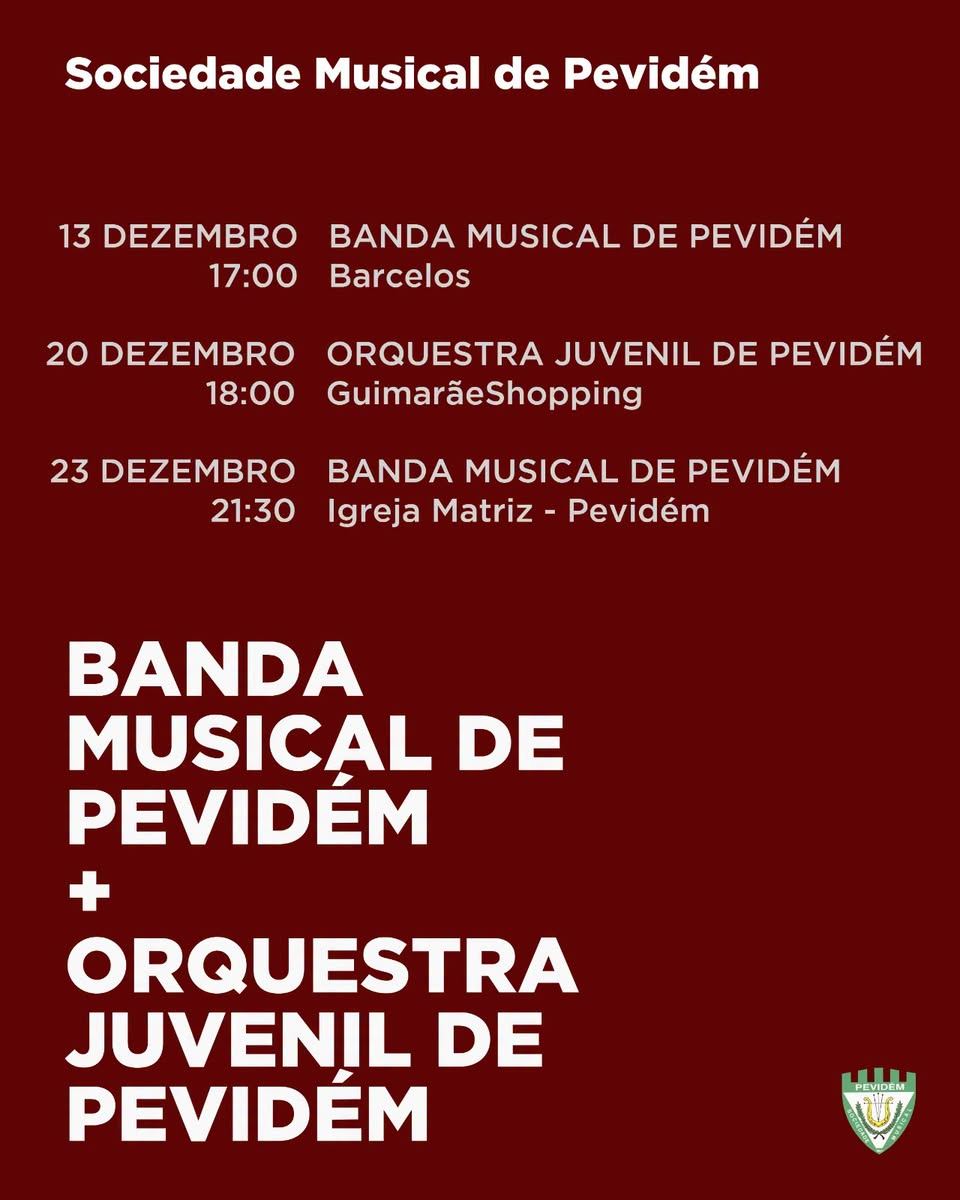 Sociedade Musical de Pevidém
13 DEZEMBRO BANDA MUSICAL DE PEVIDÉM
17:00 Barcelos
20 DEZEMBRO ORQUESTRA JUVENIL DE PEVIDÉM
18:00 GuimarãeShopping
23 DEZEMBRO BANDA MUSICAL DE PEVIDÉM
21:30 Igreja Matriz - Pevidém
BANDA
MUSICAL DE
PEVIDÉM
+
ORQUESTRA
JUVENIL DE
PEVIDÉM
PEVIDÉM
SOCIEDADE MUSICAL